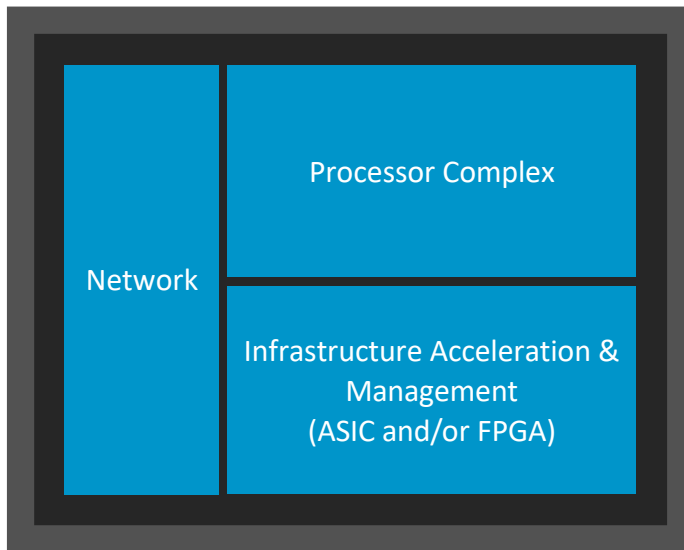 Network
Processor Complex
Infrastructure Acceleration &
Management
(ASIC and/or FPGA)